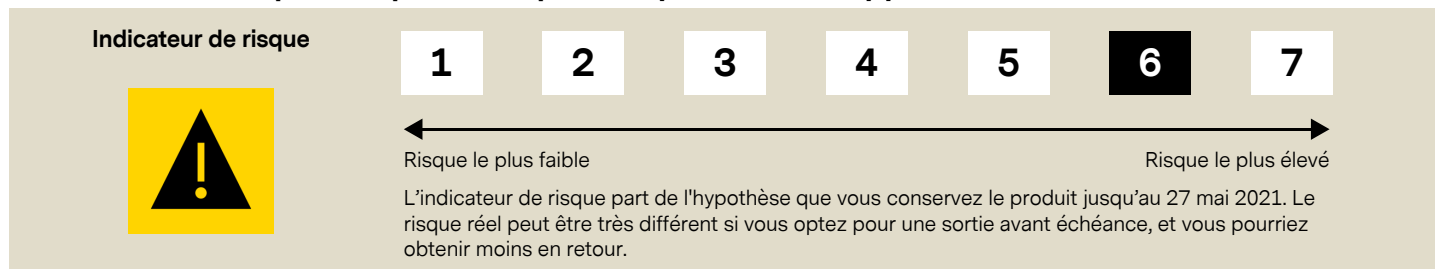 Indicateur de risque
1 2 3 4 5 6 7
Risque le plus faible Risque le plus élevé
L'indicateur de risque part de l'hypothèse que vous conservez le produit jusqu'au 27 mai 2021. Le
risque réel peut être très différent si vous optez pour une sortie avant échéance, et vous pourriez
obtenir moins en retour.